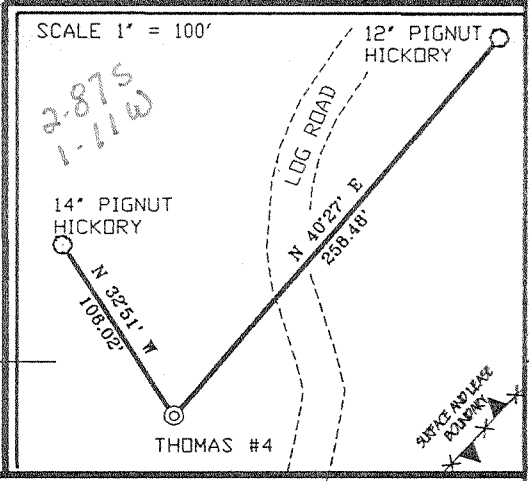 SCALE 1" = 100'
12" PIGNUT
HICKORY
2-87S
1-11W
LOG ROAD
14" PIGNUT
HICKORY
N 40°27' E
258.48'
N 32°51' W
106.02'
THOMAS #4
SURFACE AND LEASE
BOUNDARY